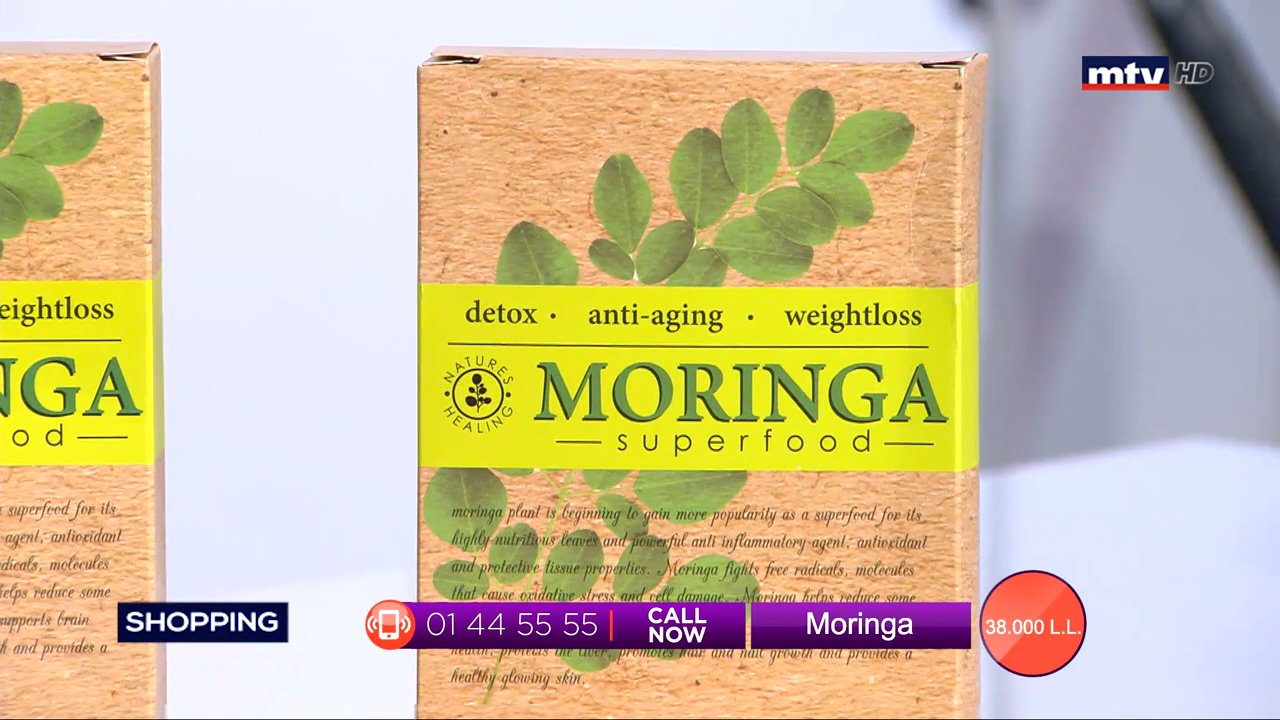 mtv HD
detox · anti-aging · weightloss
NATURES HEALING
MORINGA
superfood
moringa plant is beginning to gain more popularity as a superfood for its
highly nutritious leaves and powerful anti inflammatory agent, antioxidant
and protective tissue properties. Moringa fights free radicals, molecules
that cause oxidative stress and cell damage. Moringa helps reduce some
health, protects the liver, promotes hair and nail growth and provides a
healthy glowing skin.
eightloss
NGA
ood
superfood for its
agent, antioxidant
adicals, molecules
helps reduce some
supports brain
and provides a
SHOPPING
01 44 55 55
CALL
NOW
Moringa
38.000 L.L.